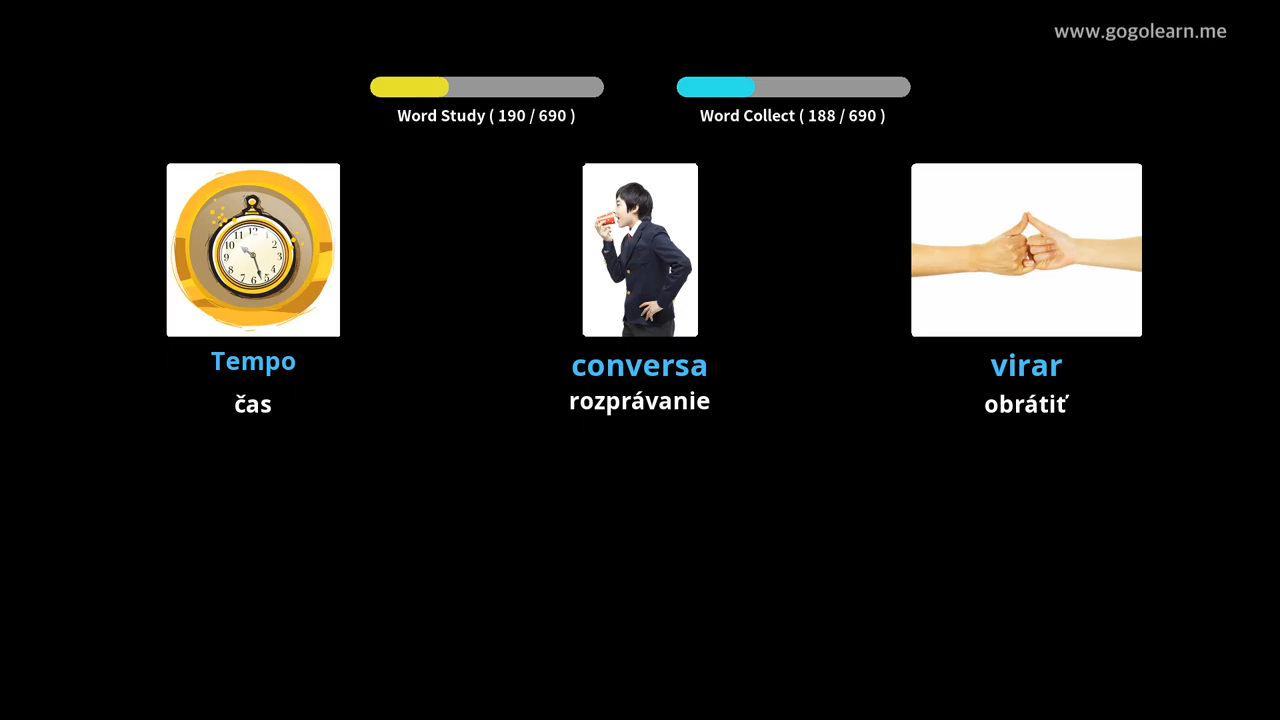 www.gogolearn.me
Word Study ( 190 / 690 )
Word Collect ( 188 / 690 )
Tempo
čas
conversa
rozprávanie
virar
obrátiť